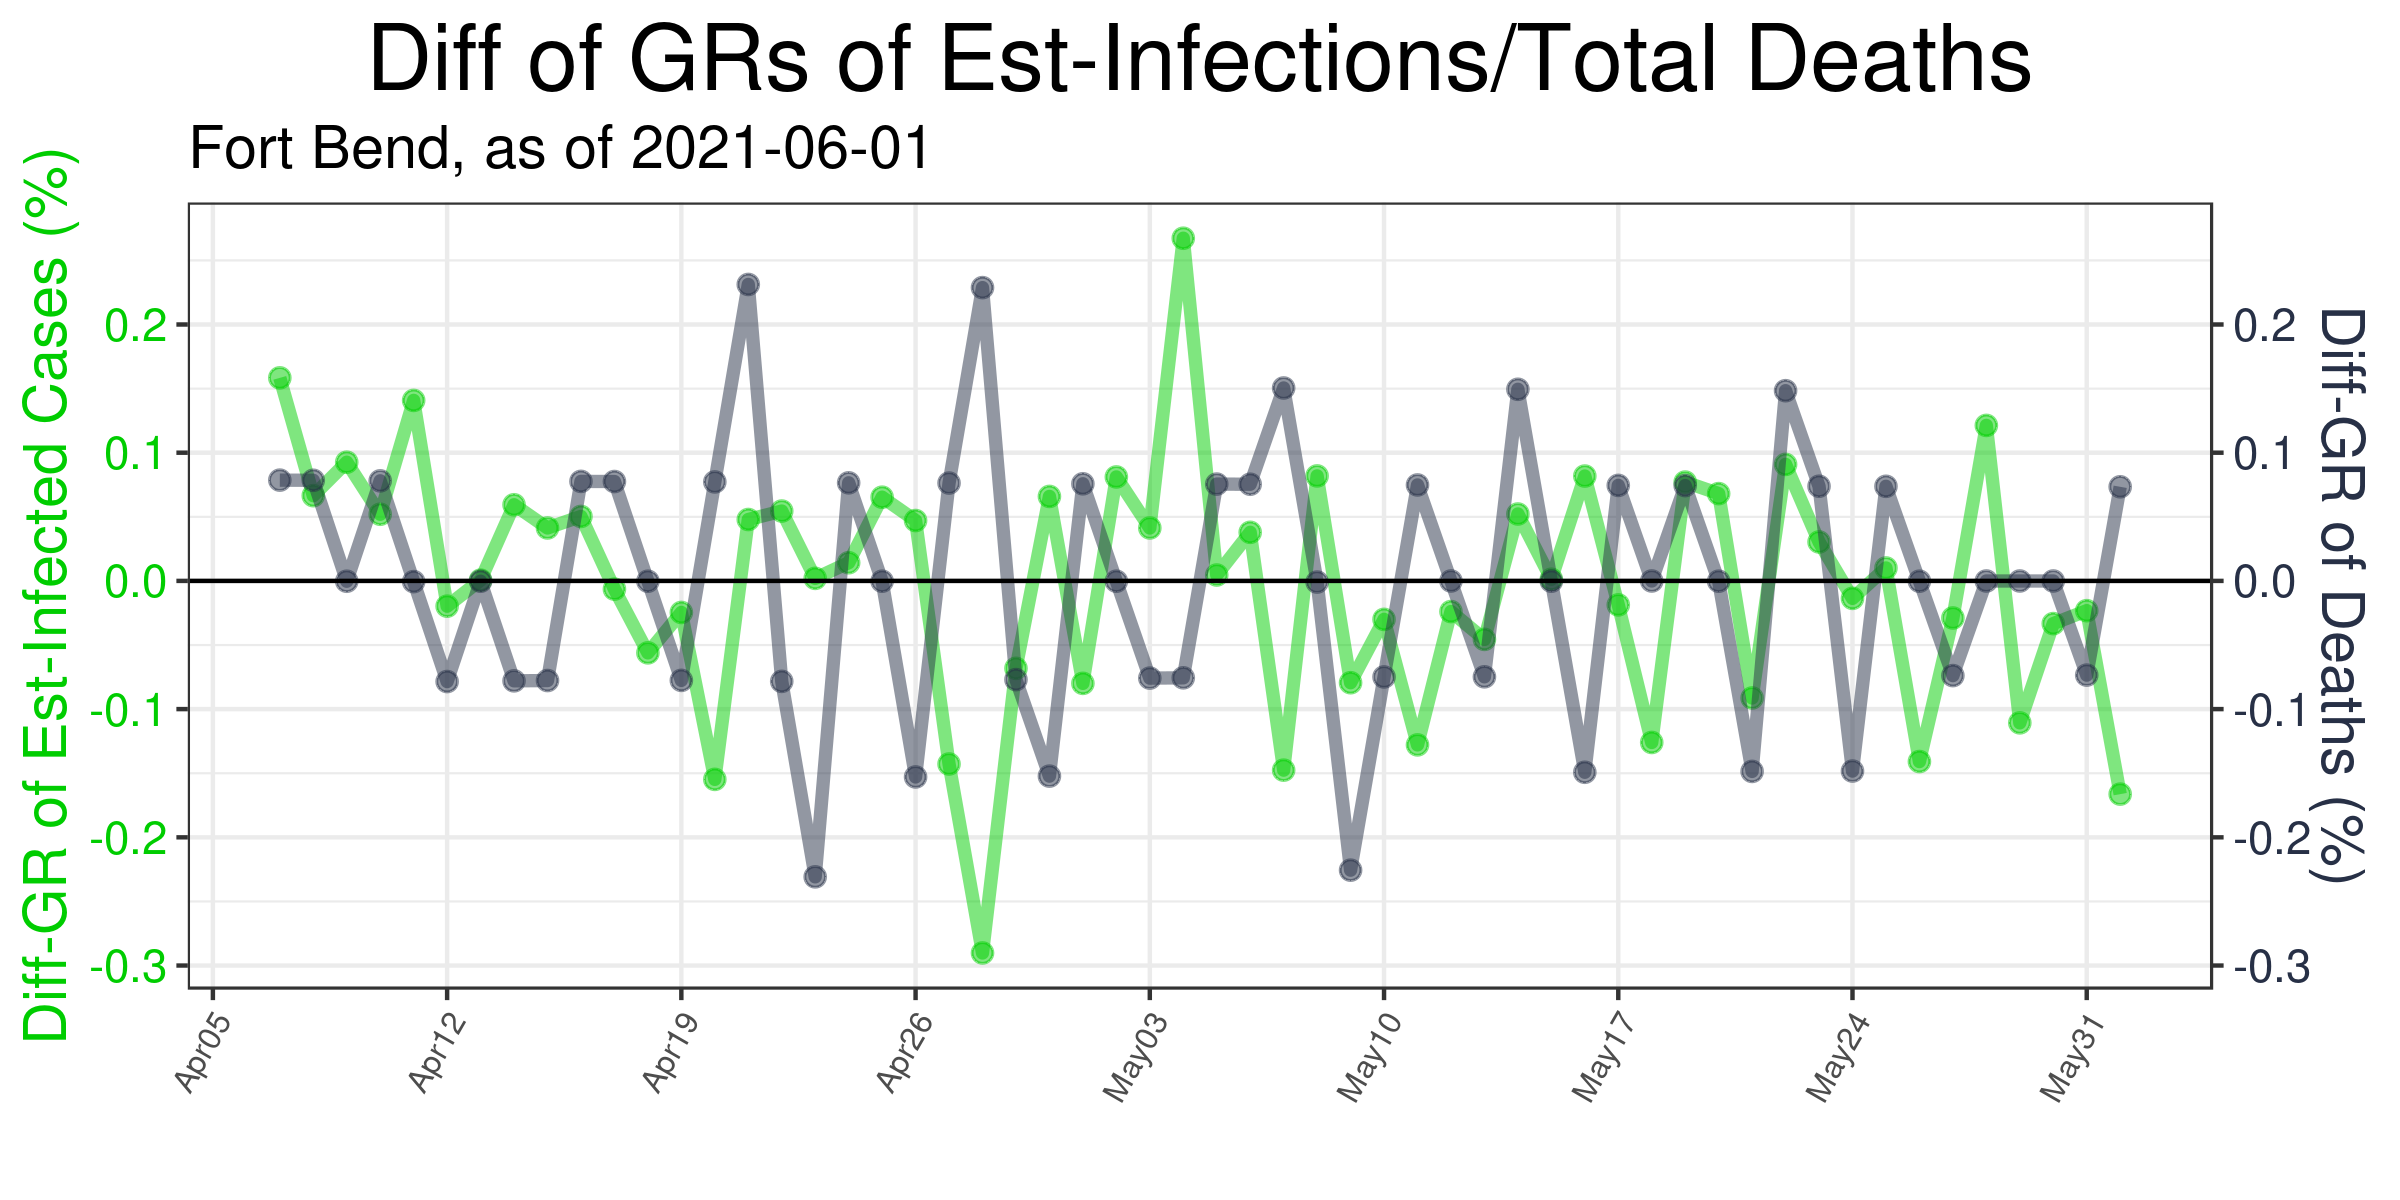 Diff of GRs of Est-Infections/Total Deaths
Fort Bend, as of 2021-06-01
Diff-GR of Est-Infected Cases (%)
0.2
0.1
0.0
-0.1
-0.2
-0.3
0.2
0.1
0.0
-0.1
-0.2
-0.3
Diff-GR of Deaths (%)
Apr05
Apr12
Apr19
Apr26
May03
May10
May17
May24
May31